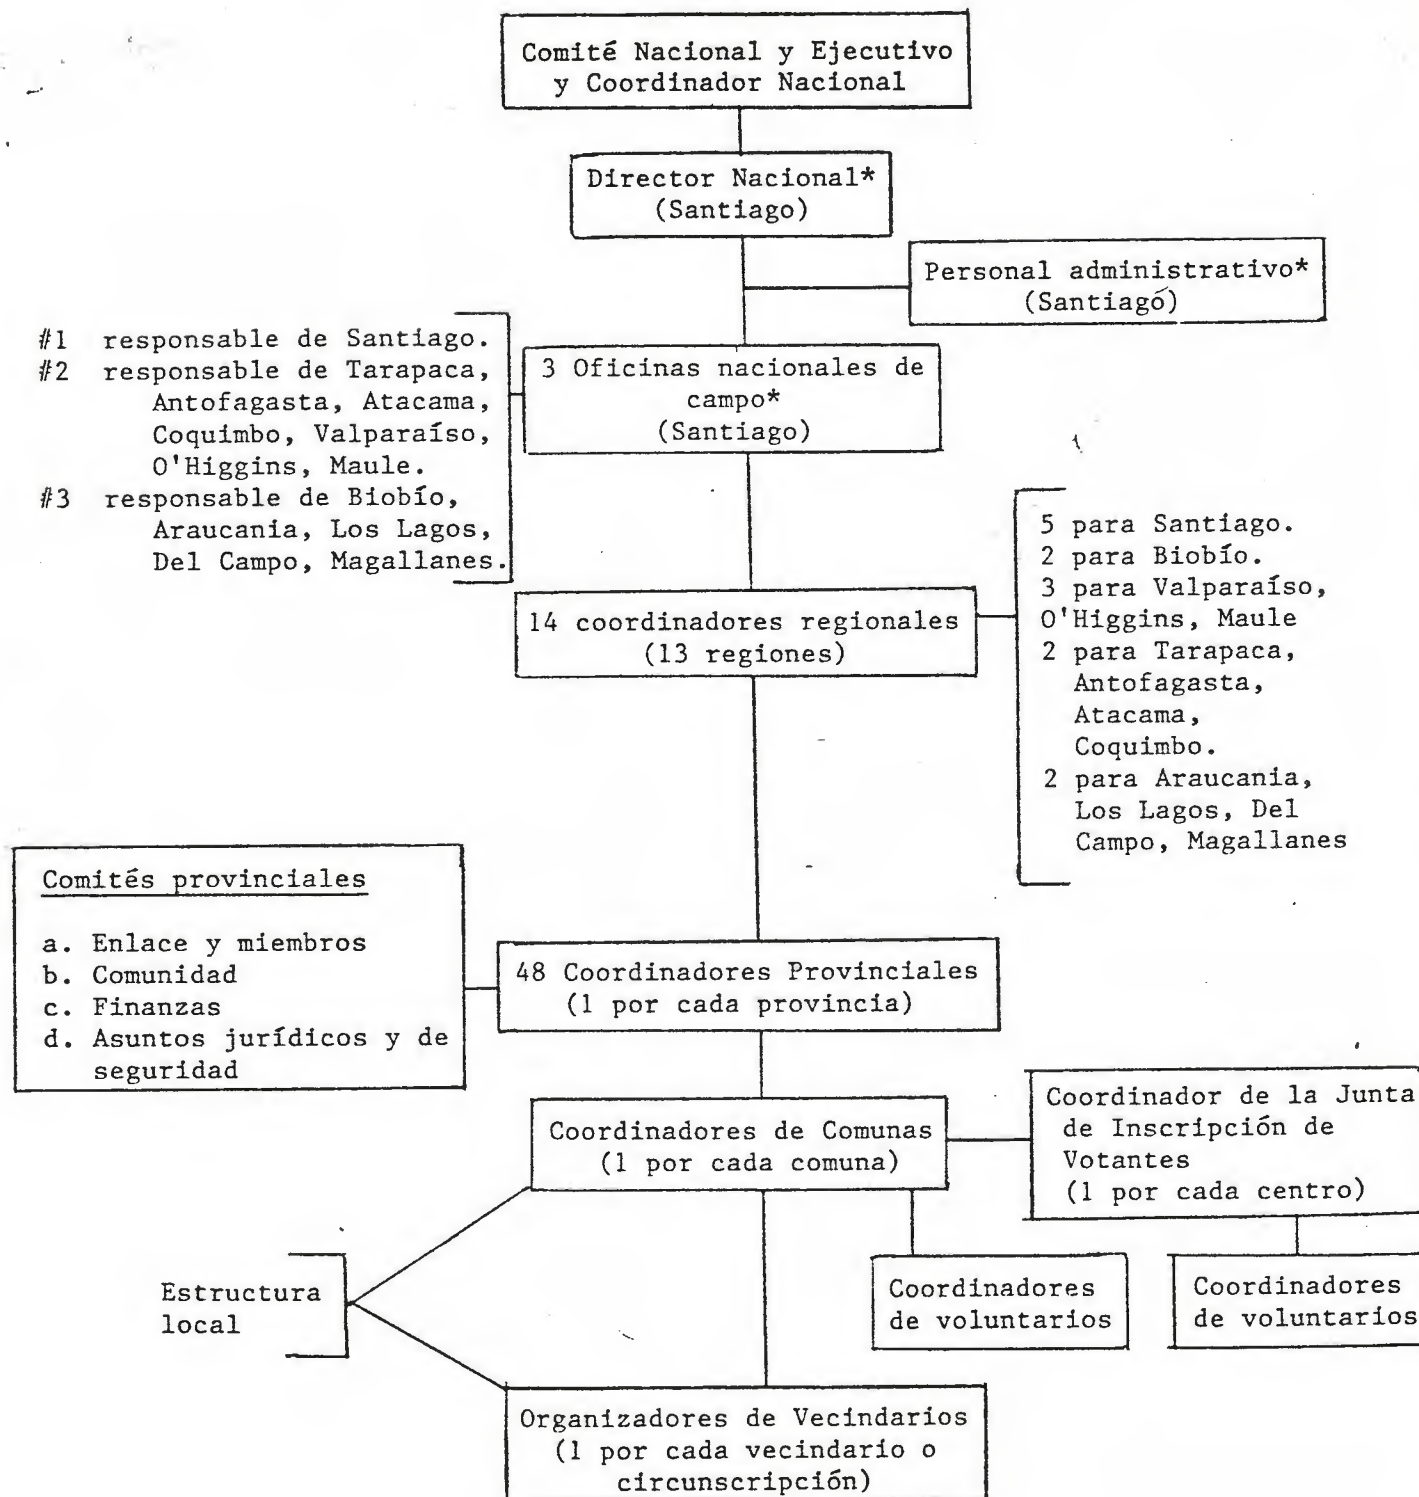 Comité Nacional y Ejecutivo
y Coordinador Nacional
Director Nacional*
(Santiago)
Personal administrativo*
(Santiagó)
#1 responsable de Santiago.
#2 responsable de Tarapaca,
Antofagasta, Atacama,
Coquimbo, Valparaíso,
O'Higgins, Maule.
#3 responsable de Biobío,
Araucania, Los Lagos,
Del Campo, Magallanes.
3 Oficinas nacionales de
campo*
(Santiago)
14 coordinadores regionales
(13 regiones)
5 para Santiago.
2 para Biobío.
3 para Valparaíso,
O'Higgins, Maule
2 para Tarapaca,
Antofagasta,
Atacama,
Coquimbo.
2 para Araucania,
Los Lagos, Del
Campo, Magallanes
Comités provinciales
a. Enlace y miembros
b. Comunidad
c. Finanzas
d. Asuntos jurídicos y de
seguridad
48 Coordinadores Provinciales
(1 por cada provincia)
Coordinadores de Comunas
(1 por cada comuna)
Coordinador de la Junta
de Inscripción de
Votantes
(1 por cada centro)
Estructura
local
Coordinadores
de voluntarios
Coordinadores
de voluntarios
Organizadores de Vecindarios
(1 por cada vecindario o
circunscripción)